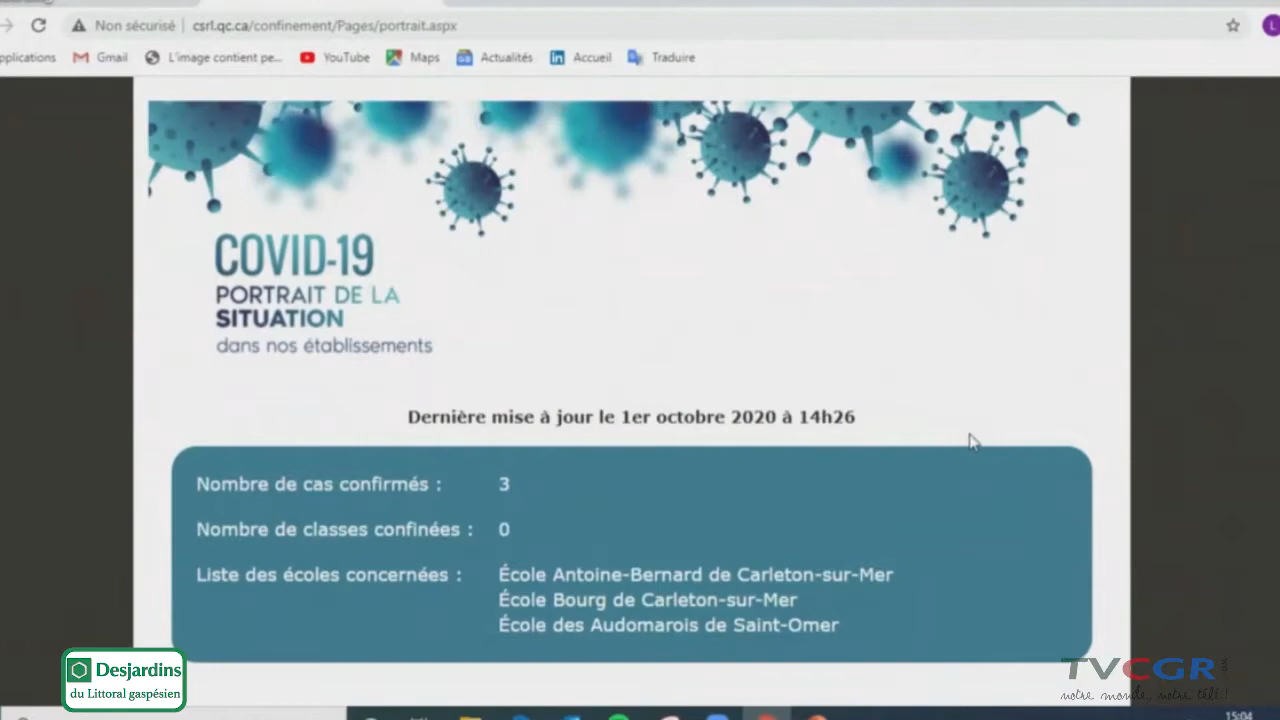 Non sécurisé | csrl.qc.ca/confinement/Pages/portrait.aspx
pplications Gmail L'image contient pe... YouTube Maps Actualités Accueil Traduire
COVID-19
PORTRAIT DE LA
SITUATION
dans nos établissements
Dernière mise à jour le 1er octobre 2020 à 14h26
Nombre de cas confirmés : 3
Nombre de classes confinées : 0
Liste des écoles concernées : École Antoine-Bernard de Carleton-sur-Mer
École Bourg de Carleton-sur-Mer
École des Audomarois de Saint-Omer
Desjardins
du Littoral gaspésien
TVCGR
notre monde, notre télé!
15:04